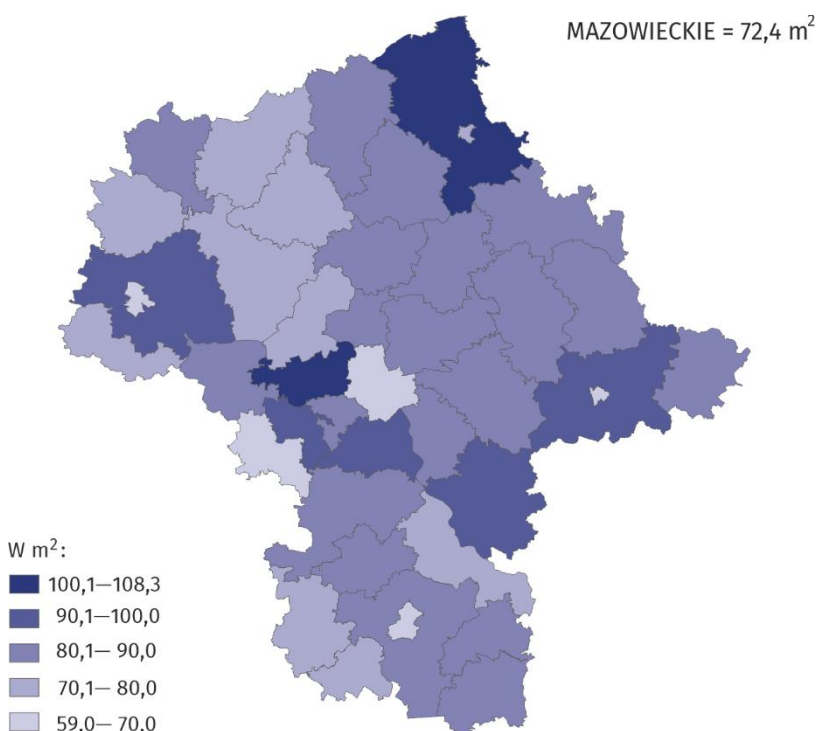 MAZOWIECKIE = 72,4 m²
W m²:
100,1—108,3
90,1—100,0
80,1— 90,0
70,1— 80,0
59,0— 70,0